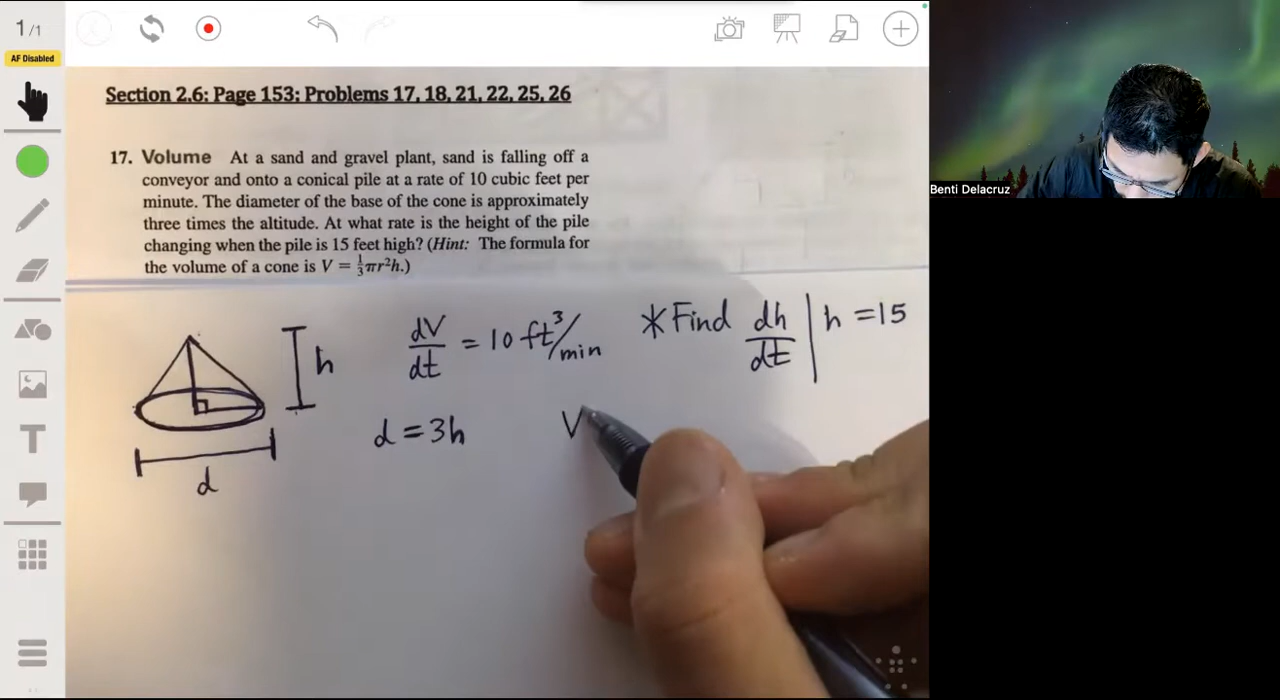 1/1
AF Disabled
Section 2.6: Page 153: Problems 17, 18, 21, 22, 25, 26
17. Volume At a sand and gravel plant, sand is falling off a
conveyor and onto a conical pile at a rate of 10 cubic feet per
minute. The diameter of the base of the cone is approximately
three times the altitude. At what rate is the height of the pile
changing when the pile is 15 feet high? (Hint: The formula for
the volume of a cone is V = 1/3 πr²h.)
h
dV/dt = 10 ft³/min
*Find dh/dt | h = 15
d = 3h
V
d
T
Benti Delacruz